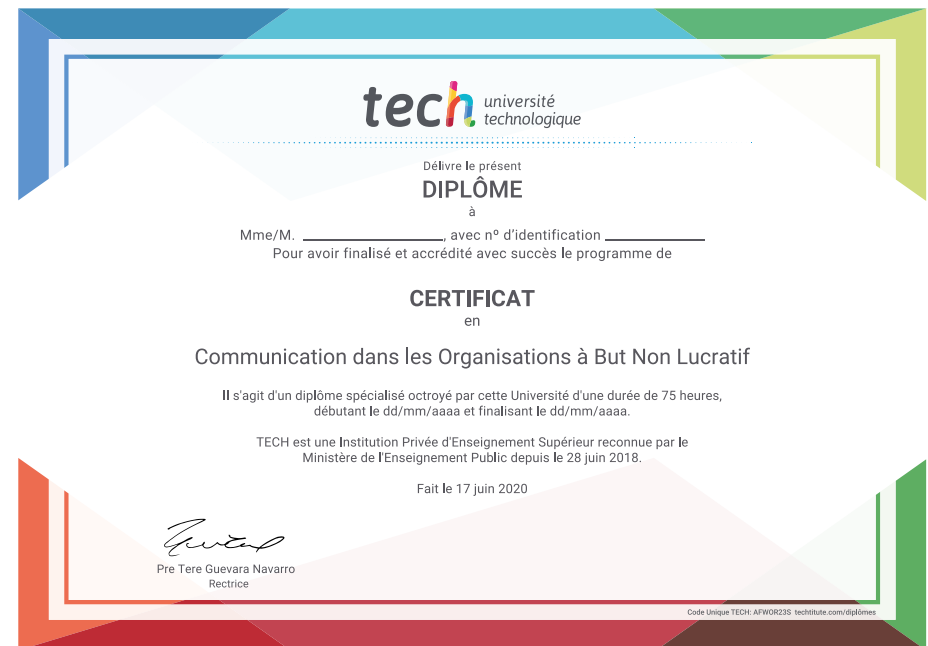 tech université
technologique
Délivre le présent
DIPLÔME
à
Mme/M. ____________________, avec nº d'identification ______________
Pour avoir finalisé et accrédité avec succès le programme de
CERTIFICAT
en
Communication dans les Organisations à But Non Lucratif
Il s'agit d'un diplôme spécialisé octroyé par cette Université d'une durée de 75 heures,
débutant le dd/mm/aaaa et finalisant le dd/mm/aaaa.
TECH est une Institution Privée d'Enseignement Supérieur reconnue par le
Ministère de l'Enseignement Public depuis le 28 juin 2018.
Fait le 17 juin 2020
Pre Tere Guevara Navarro
Rectrice
Code Unique TECH: AFWOR23S techtitute.com/diplômes